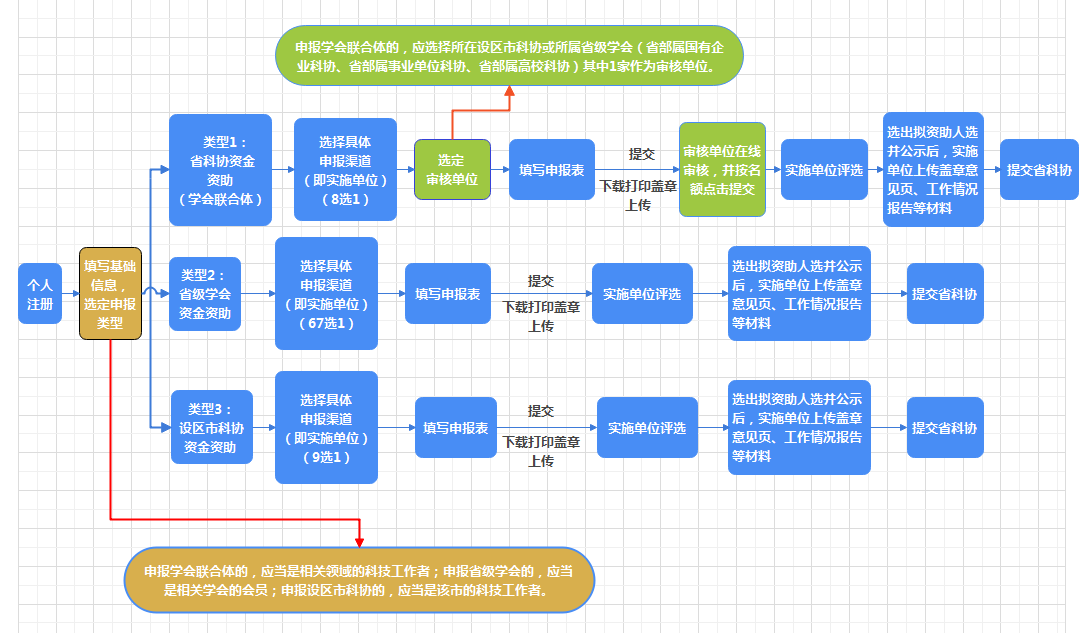 申报学会联合体的，应选择所在设区市科协或所属省级学会（省部属国有企
业科协、省部属事业单位科协、省部属高校科协）其中1家作为审核单位。
类型1：
省科协资金
资助
（学会联合体）
选择具体
申报渠道
（即实施单位）
（8选1）
选定
审核单位
填写申报表
提交
下载打印盖章
上传
审核单位在线
审核，并按名
额点击提交
实施单位评选
选出拟资助人选
并公示后，实施
单位上传盖章意
见页、工作情况
报告等材料
提交省科协
个人
注册
填写基础
信息，
选定申报
类型
类型2：
省级学会
资金资助
选择具体
申报渠道
（即实施单位）
（67选1）
填写申报表
提交
下载打印盖章
上传
实施单位评选
选出拟资助人选并公示
后，实施单位上传盖章
意见页、工作情况报告
等材料
提交省科协
类型3：
设区市科协
资金资助
选择具体
申报渠道
（即实施单位）
（9选1）
填写申报表
提交
下载打印盖章
上传
实施单位评选
选出拟资助人选并公示
后，实施单位上传盖章
意见页、工作情况报告
等材料
提交省科协
申报学会联合体的，应当是相关领域的科技工作者；申报省级学会的，应当
是相关学会的会员；申报设区市科协的，应当是该市的科技工作者。